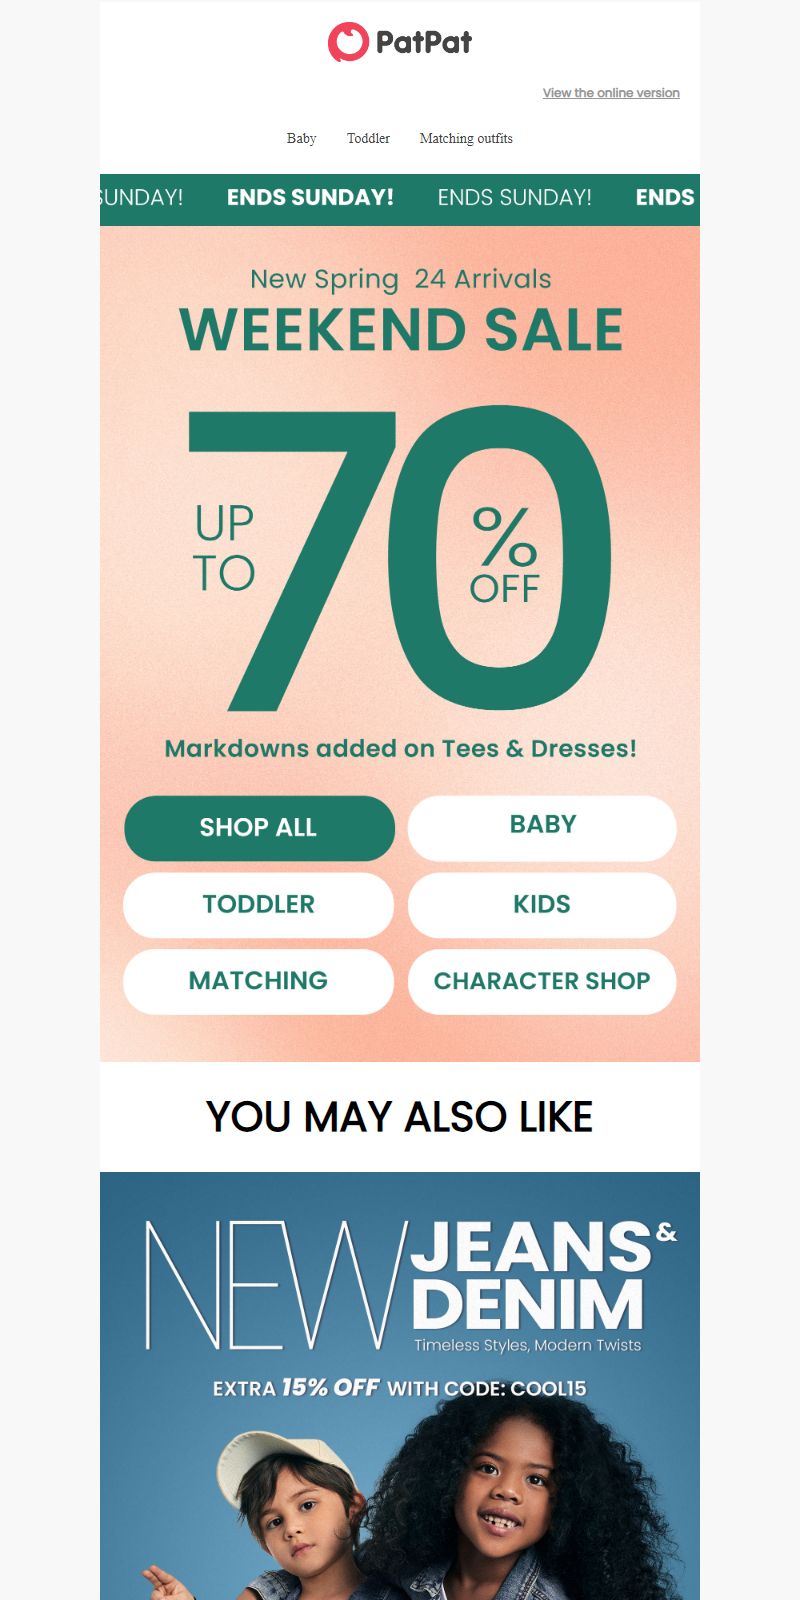 PatPat
View the online version
Baby Toddler Matching outfits
SUNDAY! ENDS SUNDAY! ENDS SUNDAY! ENDS
New Spring 24 Arrivals
WEEKEND SALE
UP TO 70% OFF
Markdowns added on Tees & Dresses!
SHOP ALL BABY
TODDLER KIDS
MATCHING CHARACTER SHOP
YOU MAY ALSO LIKE
NEW JEANS &
DENIM
Timeless Styles, Modern Twists
EXTRA 15% OFF WITH CODE: COOL15